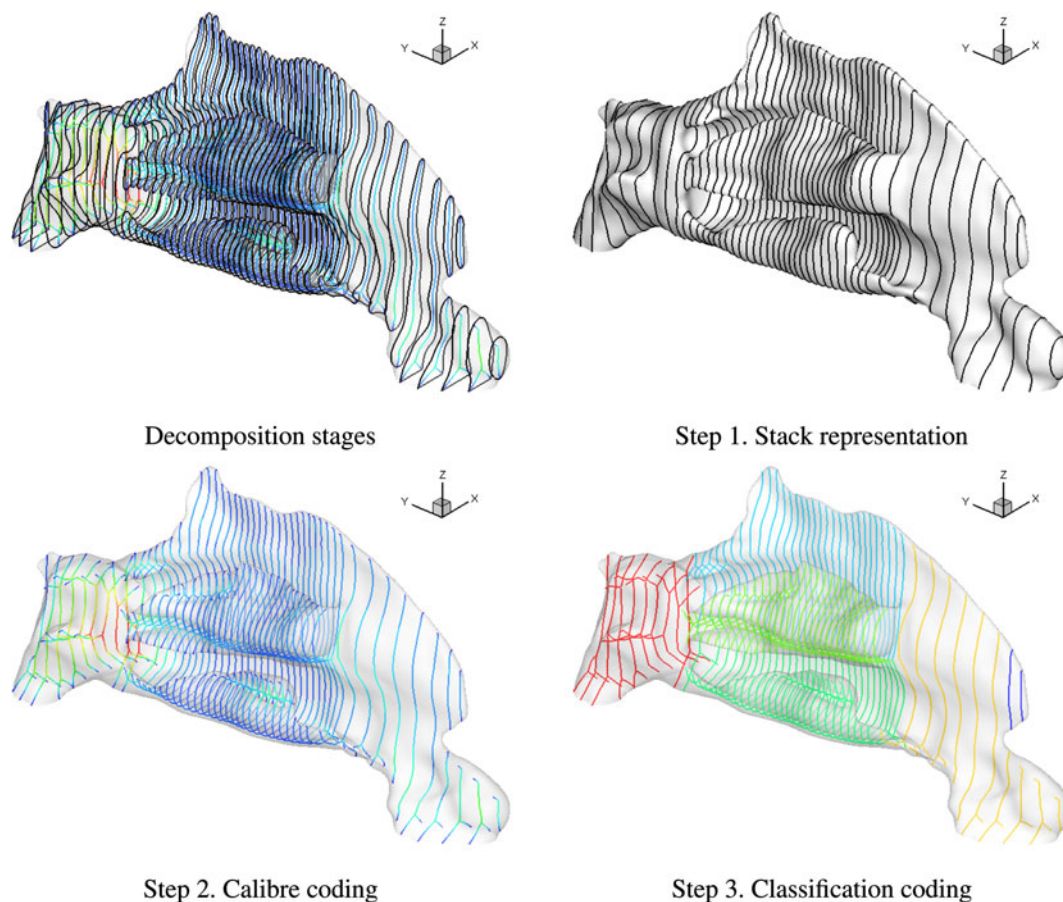 Z
Y X
Z
Y X
Decomposition stages
Step 1. Stack representation
Z
Y X
Z
Y X
Step 2. Calibre coding
Step 3. Classification coding